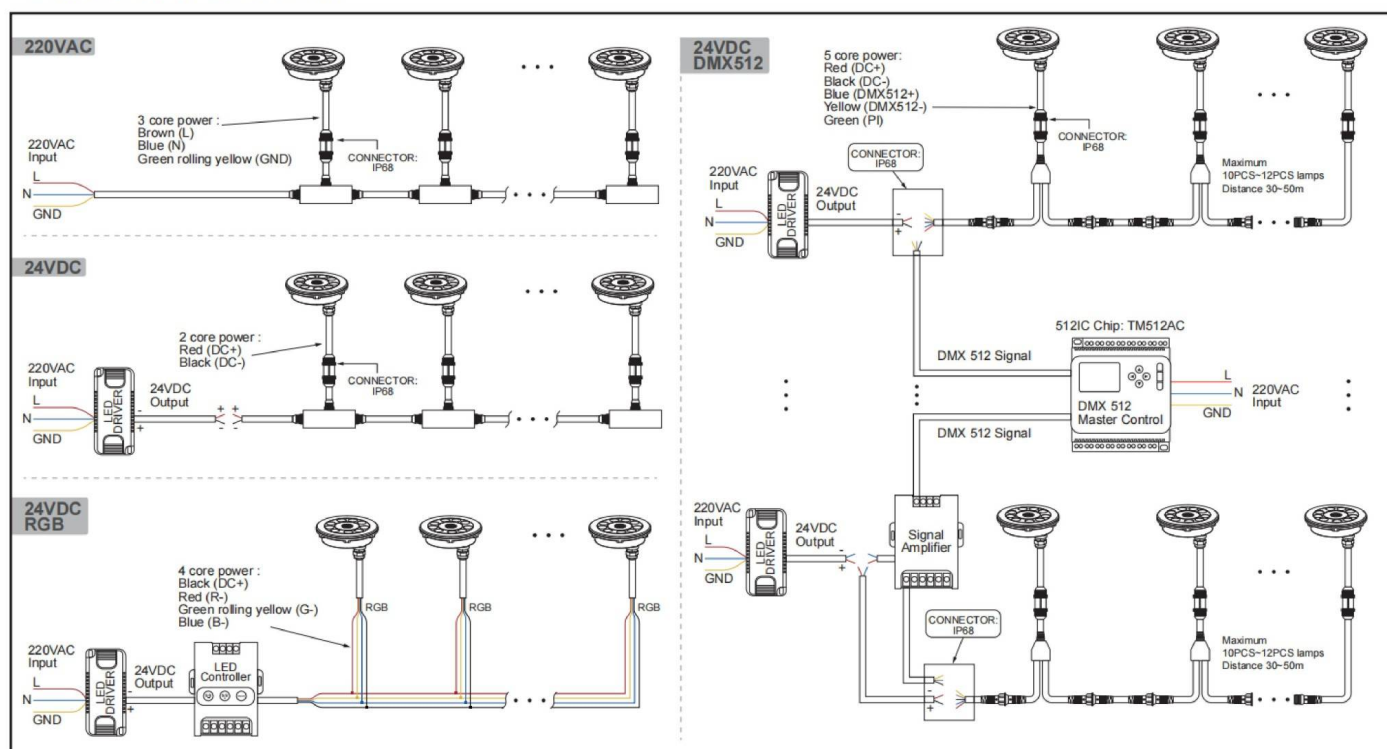 220VAC
3 core power :
Brown (L)
Blue (N)
Green rolling yellow (GND)
CONNECTOR:
IP68
220VAC
Input
L
N
GND
24VDC
2 core power :
Red (DC+)
Black (DC-)
CONNECTOR:
IP68
220VAC
Input
L
N
GND
LED
DRIVER
24VDC
Output
-
+
+ +
- -
24VDC
RGB
4 core power :
Black (DC+)
Red (R-)
Green rolling yellow (G-)
Blue (B-)
RGB
RGB
RGB
220VAC
Input
L
N
GND
LED
DRIVER
24VDC
Output
-
+
LED
Controller
24VDC
DMX512
5 core power:
Red (DC+)
Black (DC-)
Blue (DMX512+)
Yellow (DMX512-)
Green (PI)
CONNECTOR:
IP68
CONNECTOR:
IP68
220VAC
Input
L
N
GND
LED
DRIVER
24VDC
Output
-
+
Maximum
10PCS~12PCS lamps
Distance 30~50m
512IC Chip: TM512AC
DMX 512 Signal
DMX 512
Master Control
L
N
GND
220VAC
Input
DMX 512 Signal
220VAC
Input
L
N
GND
LED
DRIVER
24VDC
Output
-
+
Signal
Amplifier
CONNECTOR:
IP68
-
+
Maximum
10PCS~12PCS lamps
Distance 30~50m